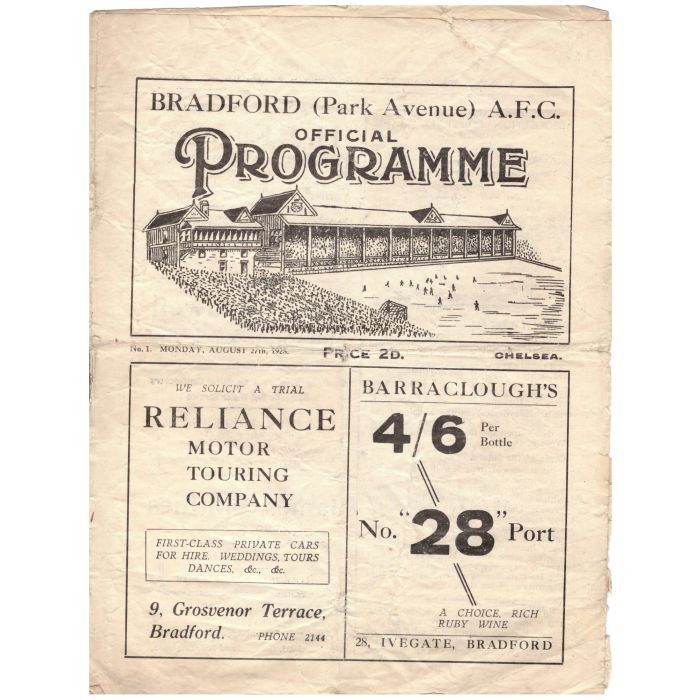 BRADFORD (Park Avenue) A.F.C.
OFFICIAL
PROGRAMME
No. 1. MONDAY, AUGUST 27TH, 1928. PRICE 2D. CHELSEA.
WE SOLICIT A TRIAL
RELIANCE
MOTOR
TOURING
COMPANY
FIRST-CLASS PRIVATE CARS
FOR HIRE, WEDDINGS, TOURS
DANCES, &c., &c.
9, Grosvenor Terrace,
Bradford. PHONE 2144
BARRACLOUGH'S
4/6 Per
Bottle
No. "28" Port
A CHOICE, RICH
RUBY WINE
28, IVEGATE, BRADFORD